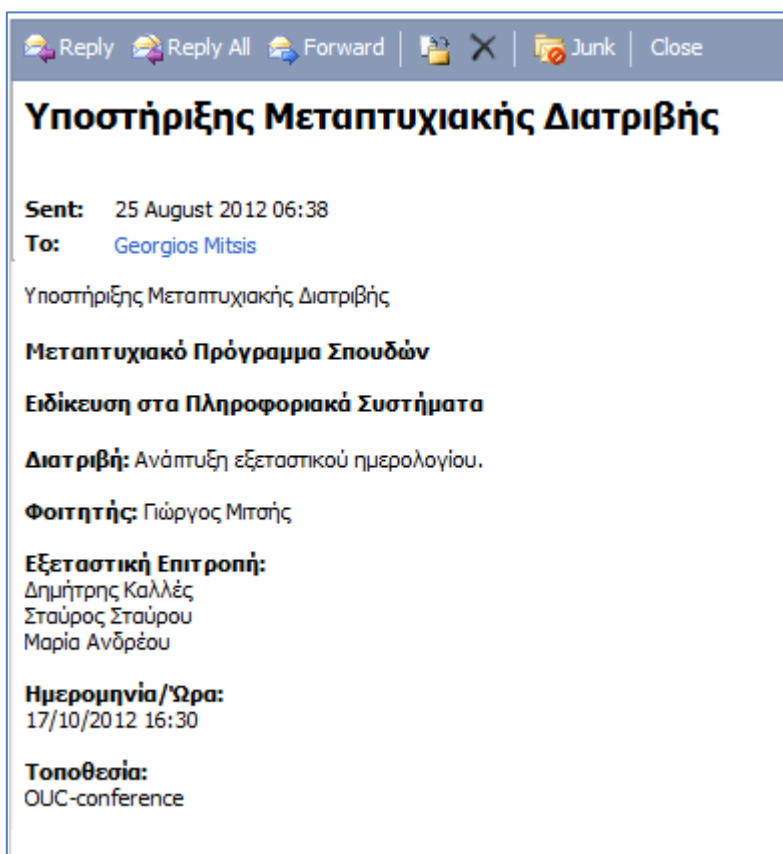 Reply Reply All Forward Junk Close
Υποστήριξης Μεταπτυχιακής Διατριβής
Sent: 25 August 2012 06:38
To: Georgios Mitsis
Υποστήριξης Μεταπτυχιακής Διατριβής
Μεταπτυχιακό Πρόγραμμα Σπουδών
Ειδίκευση στα Πληροφοριακά Συστήματα
Διατριβή: Ανάπτυξη εξεταστικού ημερολογίου.
Φοιτητής: Γιώργος Μιτσής
Εξεταστική Επιτροπή:
Δημήτρης Καλλές
Σταύρος Σταύρου
Μαρία Ανδρέου
Ημερομηνία/Ώρα:
17/10/2012 16:30
Τοποθεσία:
OUC-conference